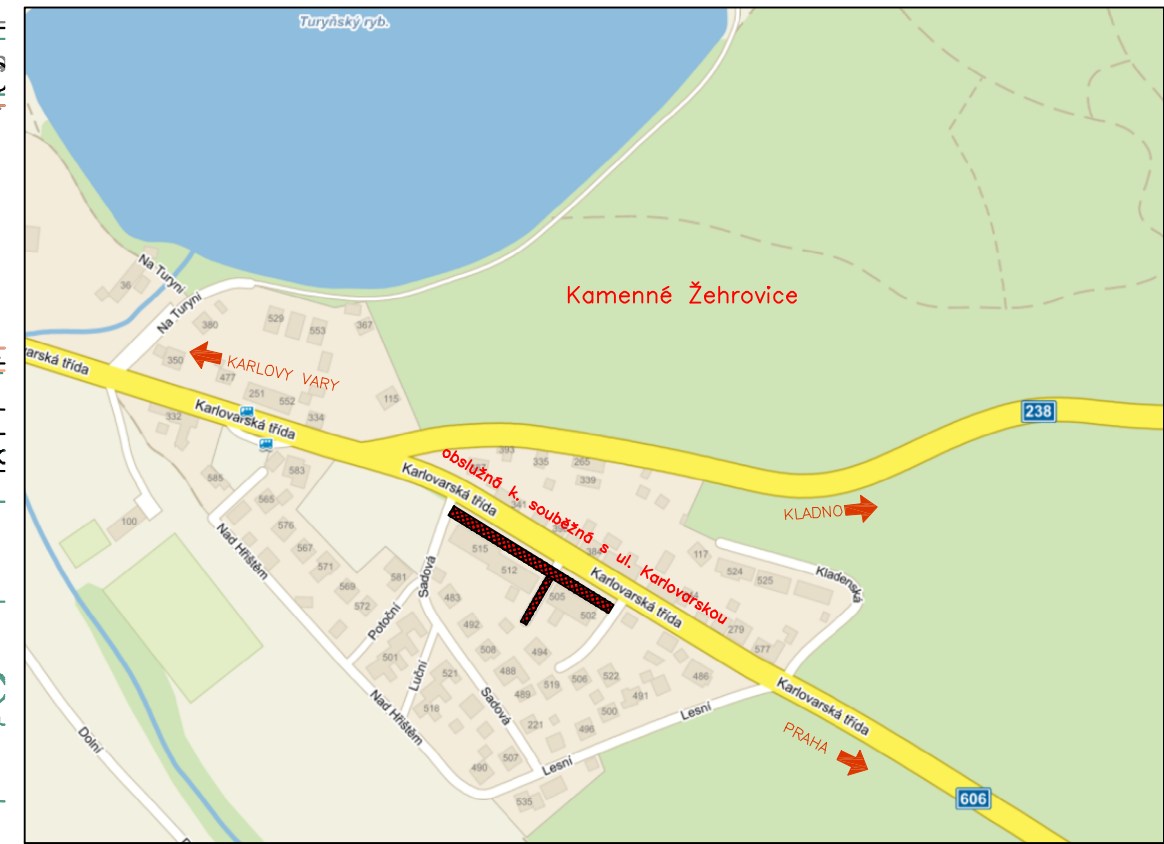 Turyňský ryb.
Na Turyni
36
Na Turyni
380
529
553
367
Kamenné Žehrovice
arská třída
350
KARLOVY VARY
477
251
552
115
332
Karlovarská třída
334
238
393
335
265
339
obslužná k. souběžná s ul. Karlovarskou
585
583
Karlovarská třída
565
341
KLADNO
100
576
Nad Hřištěm
515
384
117
567
571
512
524
525
Kladenská
581
Sadová
569
572
483
505
Karlovarská třída
502
Potoční
492
279
577
501
508
494
Luční
521
488
519
506
522
486
518
489
491
Sadová
500
Lesní
Karlovarská třída
Nad Hřištěm
221
496
PRAHA
Dolní
507
490
Lesní
535
606